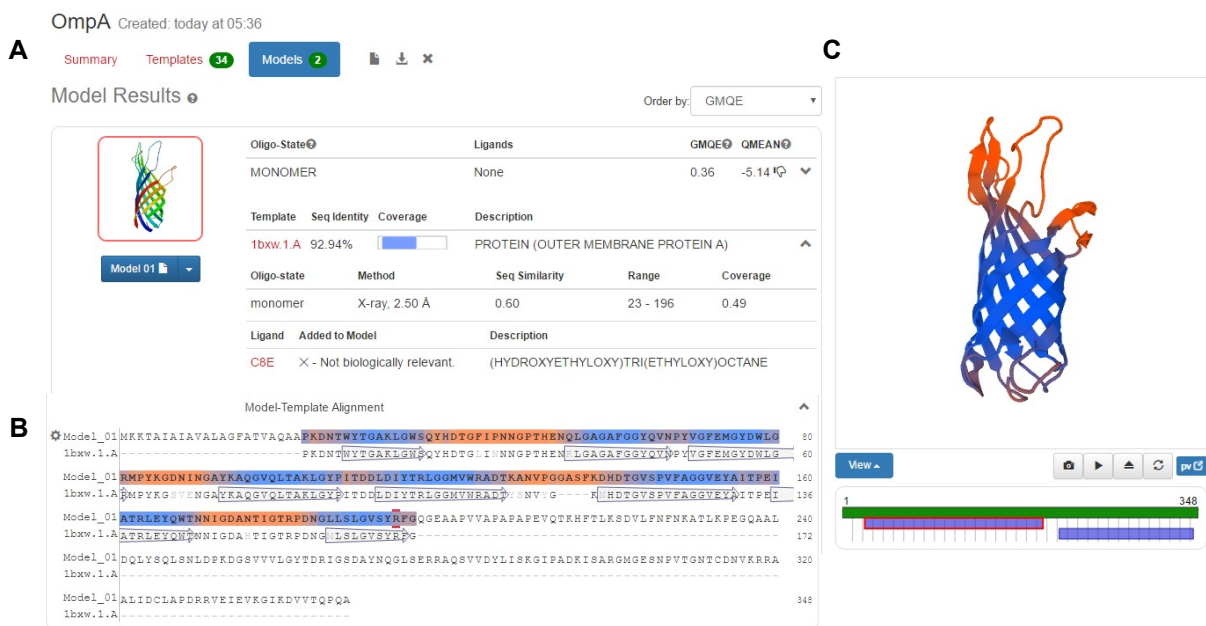 OmpA Created: today at 05:36
A
Summary Templates 34 Models 2
Model Results
Order by: GMQE
Oligo-State Ligands GMQE QMEAN
MONOMER None 0.36 -5.14
Template Seq Identity Coverage Description
1bxw.1.A 92.94% PROTEIN (OUTER MEMBRANE PROTEIN A)
Model 01
Oligo-state Method Seq Similarity Range Coverage
monomer X-ray, 2.50 Å 0.60 23 - 196 0.49
Ligand Added to Model Description
C8E X - Not biologically relevant. (HYDROXYETHYLOXY)TRI(ETHYLOXY)OCTANE
B
Model-Template Alignment
Model_01 MKKTAIAIAVALAGFATVAQAAPKDNTWYTGAKLGWSQYHDTGFIPNNGPTHENQLGAGAFGGYQVNPYVGFEMGYDWLG 80
1bxw.1.A ----------------------PKDNTWYTGAKLGWSQYHDTGLINNNGPTHENKLGAGAFGGYQVNPYVGFEMGYDWLG 60
Model_01 RMPYKGDNINGAYKAQGVQLTAKLGYPITDDLDIYTRLGGMVWRADTKANVPGGASFKDHDTGVSPVFAGGVEYAITPEI 160
1bxw.1.A RMPYKGSVENGAYKAQGVQLTAKLGYPITDDLDIYTRLGGMVWRADTYSNVYG----KNHDTGVSPVFAGGVEYAITPEI 136
Model_01 ATRLEYQWTNNIGDANTIGTRPDNGLLSLGVSYRFGQGEAAPVVAPAPAPAPEVQTKHFTLKSDVLFNFNKATLKPEGQAAL 240
1bxw.1.A ATRLEYQWTNNIGDAHTIGTRPDNGMLSLGVSYRFG 172
Model_01 DQLYSQLSNLDPKDGSVVVLGYTDRIGSDAYNQGLSERRAQSVVDYLISKGIPADKISARGMGESNPVTGNTCDNVKRRA 320
1bxw.1.A
Model_01 ALIDCLAPDRRVEIEVKGIKDVVTQPQA 348
1bxw.1.A
C
View pv
1 348